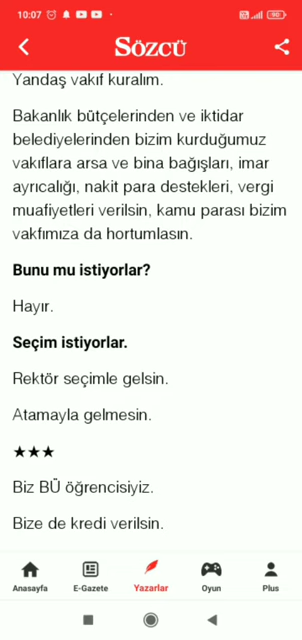 10:07
SÖZCÜ
Yandaş vakıf kuralım.
Bakanlık bütçelerinden ve iktidar
belediyelerinden bizim kurduğumuz
vakıflara arsa ve bina bağışları, imar
ayrıcalığı, nakit para destekleri, vergi
muafiyetleri verilsin, kamu parası bizim
vakfımıza da hortumlasın.
Bunu mu istiyorlar?
Hayır.
Seçim istiyorlar.
Rektör seçimle gelsin.
Atamayla gelmesin.
★★★
Biz BÜ öğrencisiyiz.
Bize de kredi verilsin.
Anasayfa E-Gazete Yazarlar Oyun Plus